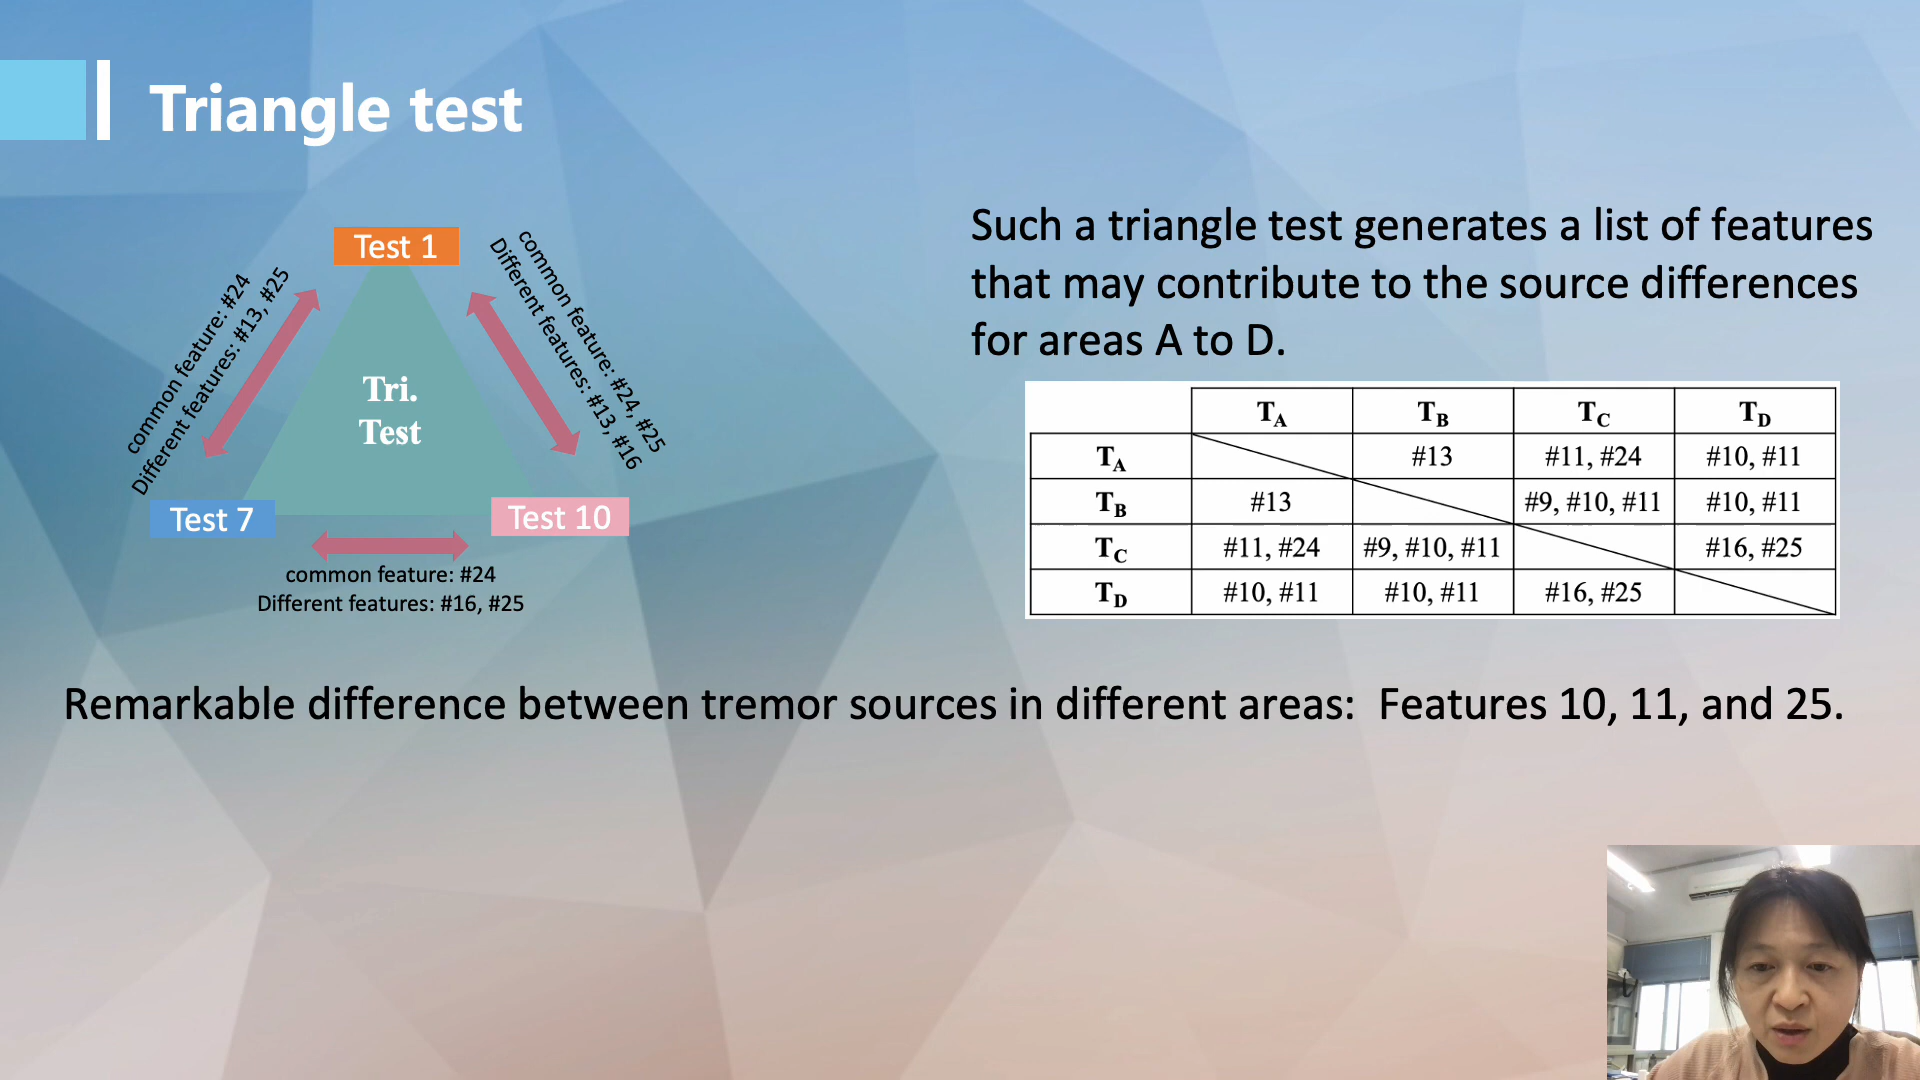 Triangle test
Test 1
common feature: #24
Different features: #13, #25
common feature: #24, #25
Different features: #13, #16
Tri.
Test
Test 7
Test 10
common feature: #24
Different features: #16, #25
Such a triangle test generates a list of features
that may contribute to the source differences
for areas A to D.
TA TB TC TD
TA #13 #11, #24 #10, #11
TB #13 #9, #10, #11 #10, #11
TC #11, #24 #9, #10, #11 #16, #25
TD #10, #11 #10, #11 #16, #25
Remarkable difference between tremor sources in different areas: Features 10, 11, and 25.